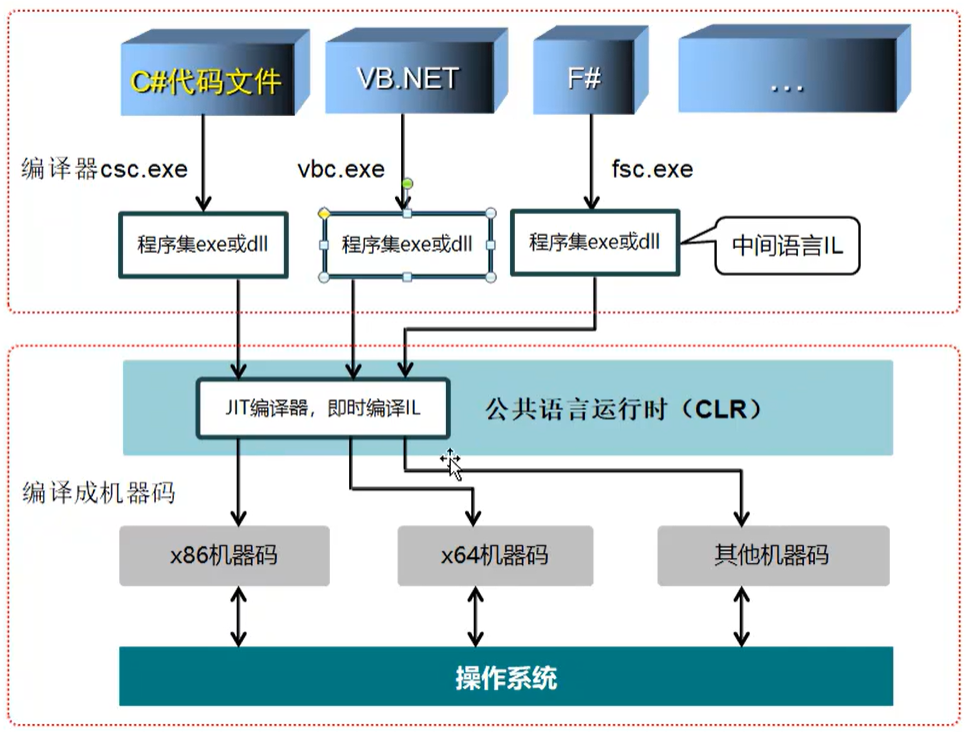 C#代码文件
VB.NET
F#
...
编译器csc.exe
vbc.exe
fsc.exe
程序集exe或dll
程序集exe或dll
程序集exe或dll
中间语言IL
JIT编译器，即时编译IL
公共语言运行时（CLR）
编译成机器码
x86机器码
x64机器码
其他机器码
操作系统